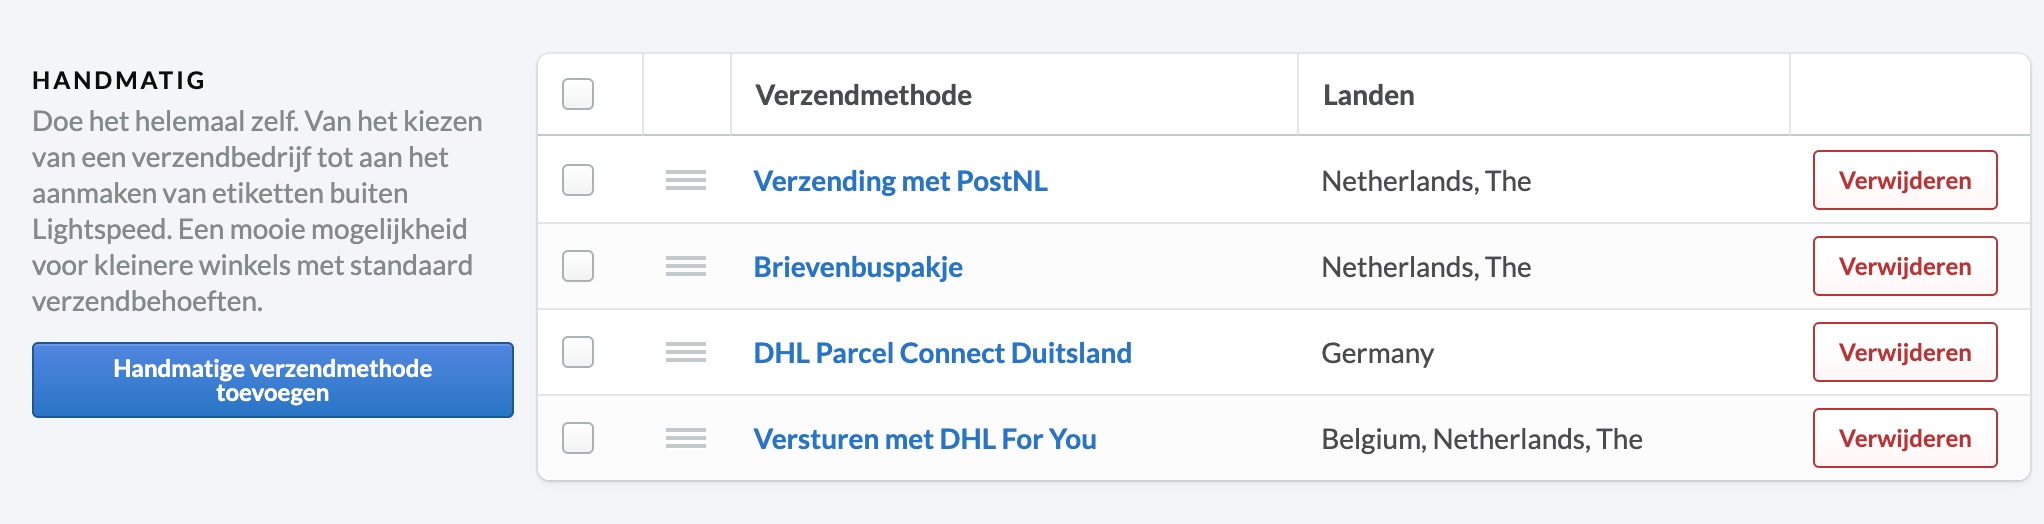 HANDMATIG
Doe het helemaal zelf. Van het kiezen
van een verzendbedrijf tot aan het
aanmaken van etiketten buiten
Lightspeed. Een mooie mogelijkheid
voor kleinere winkels met standaard
verzendbehoeften.
Handmatige verzendmethode
toevoegen
Verzendmethode Landen
Verzending met PostNL Netherlands, The Verwijderen
Brievenbuspakje Netherlands, The Verwijderen
DHL Parcel Connect Duitsland Germany Verwijderen
Versturen met DHL For You Belgium, Netherlands, The Verwijderen